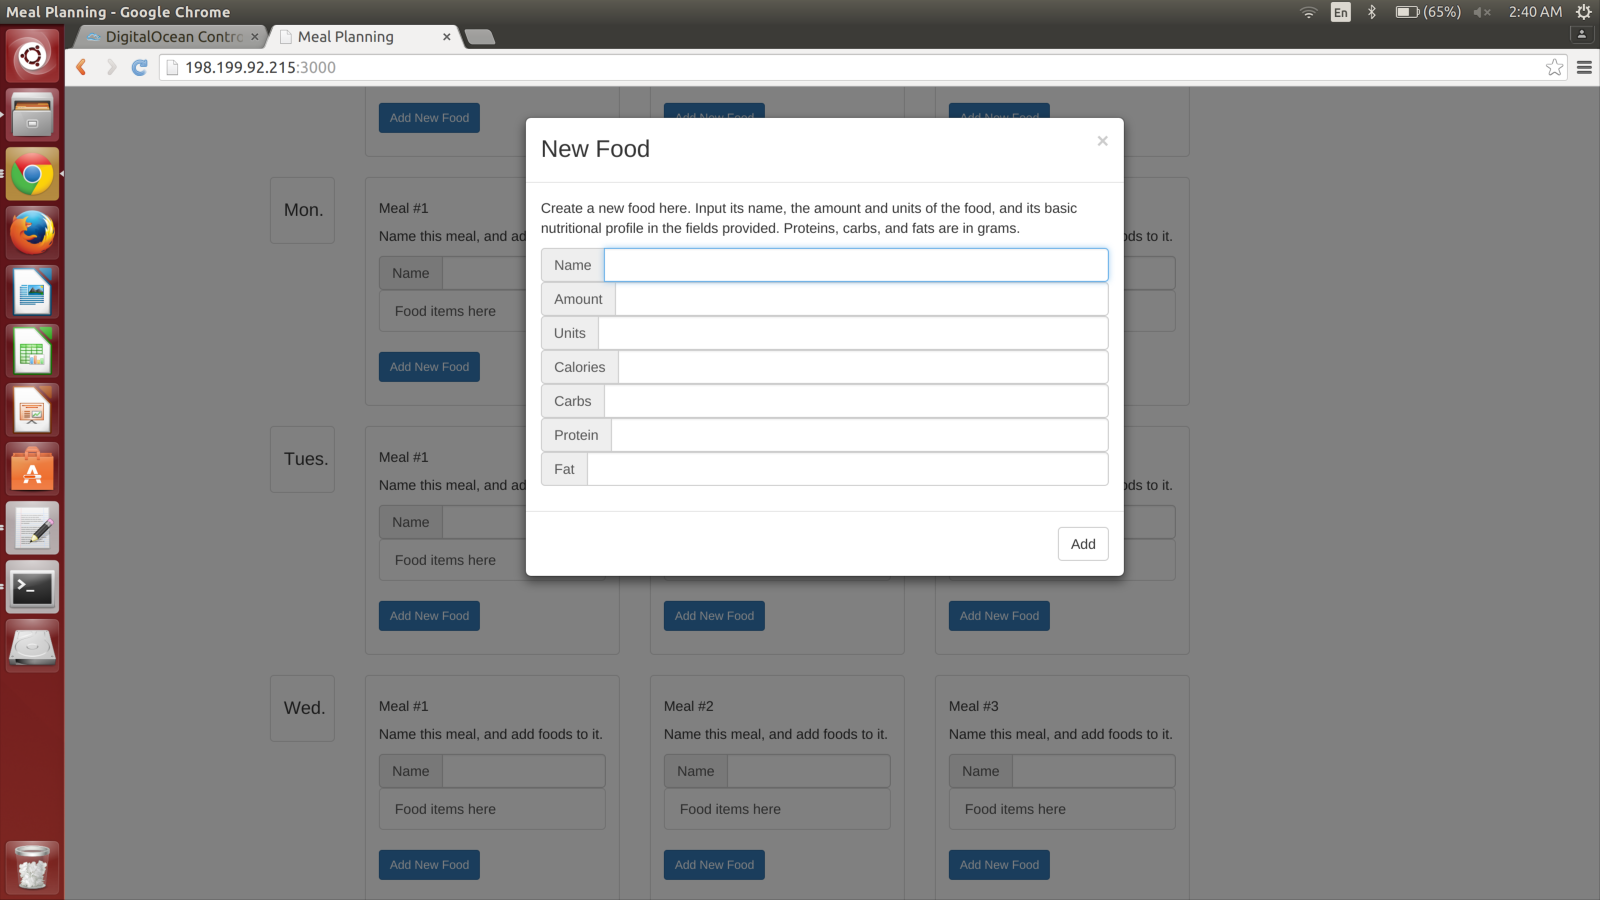 Meal Planning - Google Chrome
En
(65%)
2:40 AM
DigitalOcean Contro
Meal Planning
198.199.92.215:3000
Add New Food
Add New Food
Add New Food
New Food
×
Create a new food here. Input its name, the amount and units of the food, and its basic
nutritional profile in the fields provided. Proteins, carbs, and fats are in grams.
Name
Amount
Units
Calories
Carbs
Protein
Fat
Add
Mon.
Meal #1
Name this meal, and ad
ods to it.
Name
Food items here
Add New Food
Tues.
Meal #1
Name this meal, and ad
ods to it.
Name
Food items here
Add New Food
Add New Food
Add New Food
Wed.
Meal #1
Name this meal, and add foods to it.
Name
Food items here
Add New Food
Meal #2
Name this meal, and add foods to it.
Name
Food items here
Add New Food
Meal #3
Name this meal, and add foods to it.
Name
Food items here
Add New Food